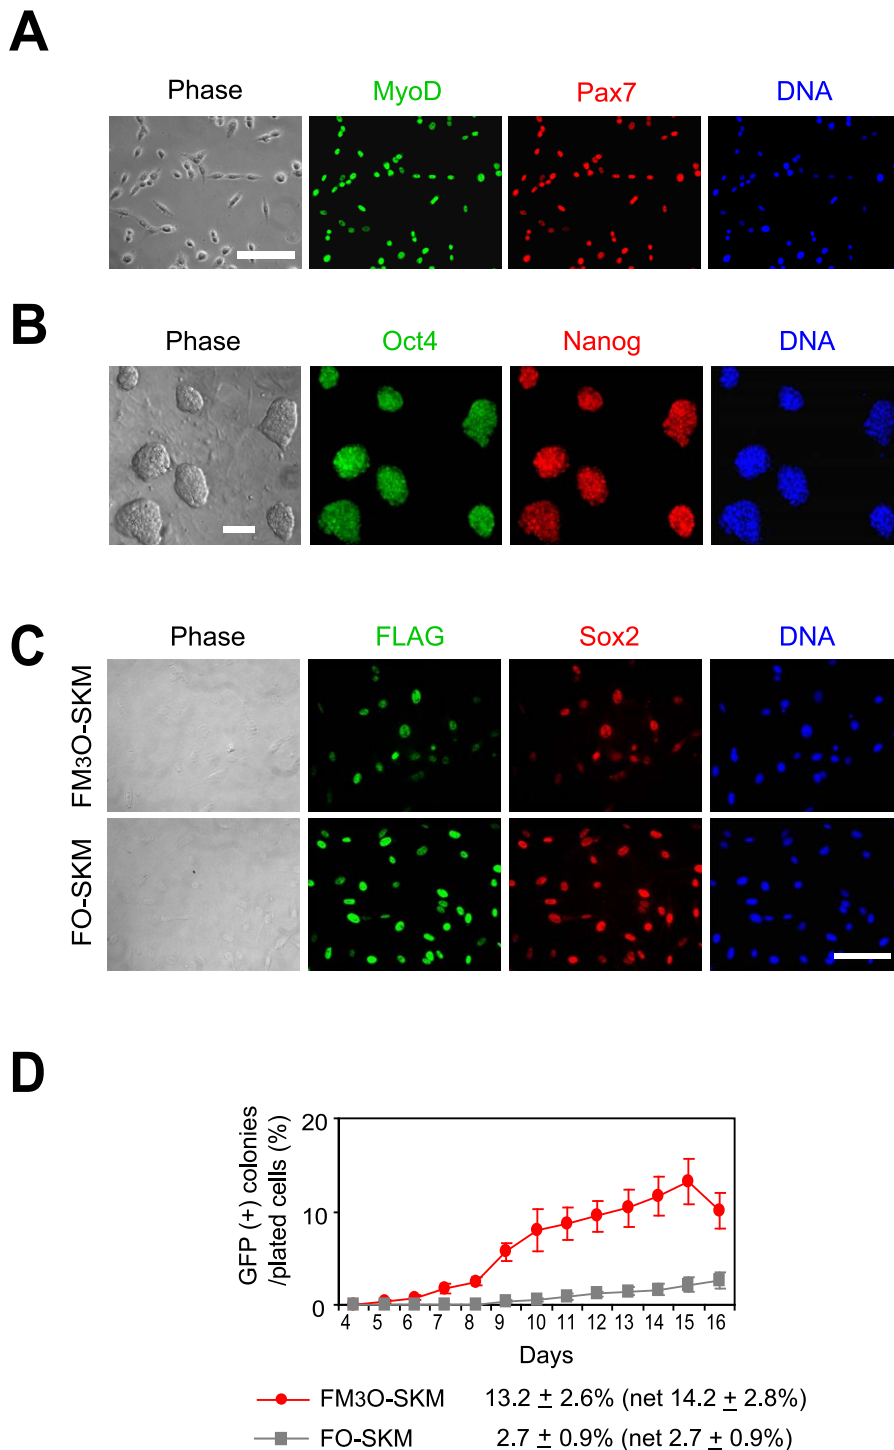 A
Phase MyoD Pax7 DNA
B
Phase Oct4 Nanog DNA
C
Phase FLAG Sox2 DNA
FM3O-SKM
FO-SKM
D
GFP (+) colonies
/plated cells (%)
20
10
0
4 5 6 7 8 9 10 11 12 13 14 15 16
Days
FM3O-SKM 13.2 ± 2.6% (net 14.2 ± 2.8%)
FO-SKM 2.7 ± 0.9% (net 2.7 ± 0.9%)